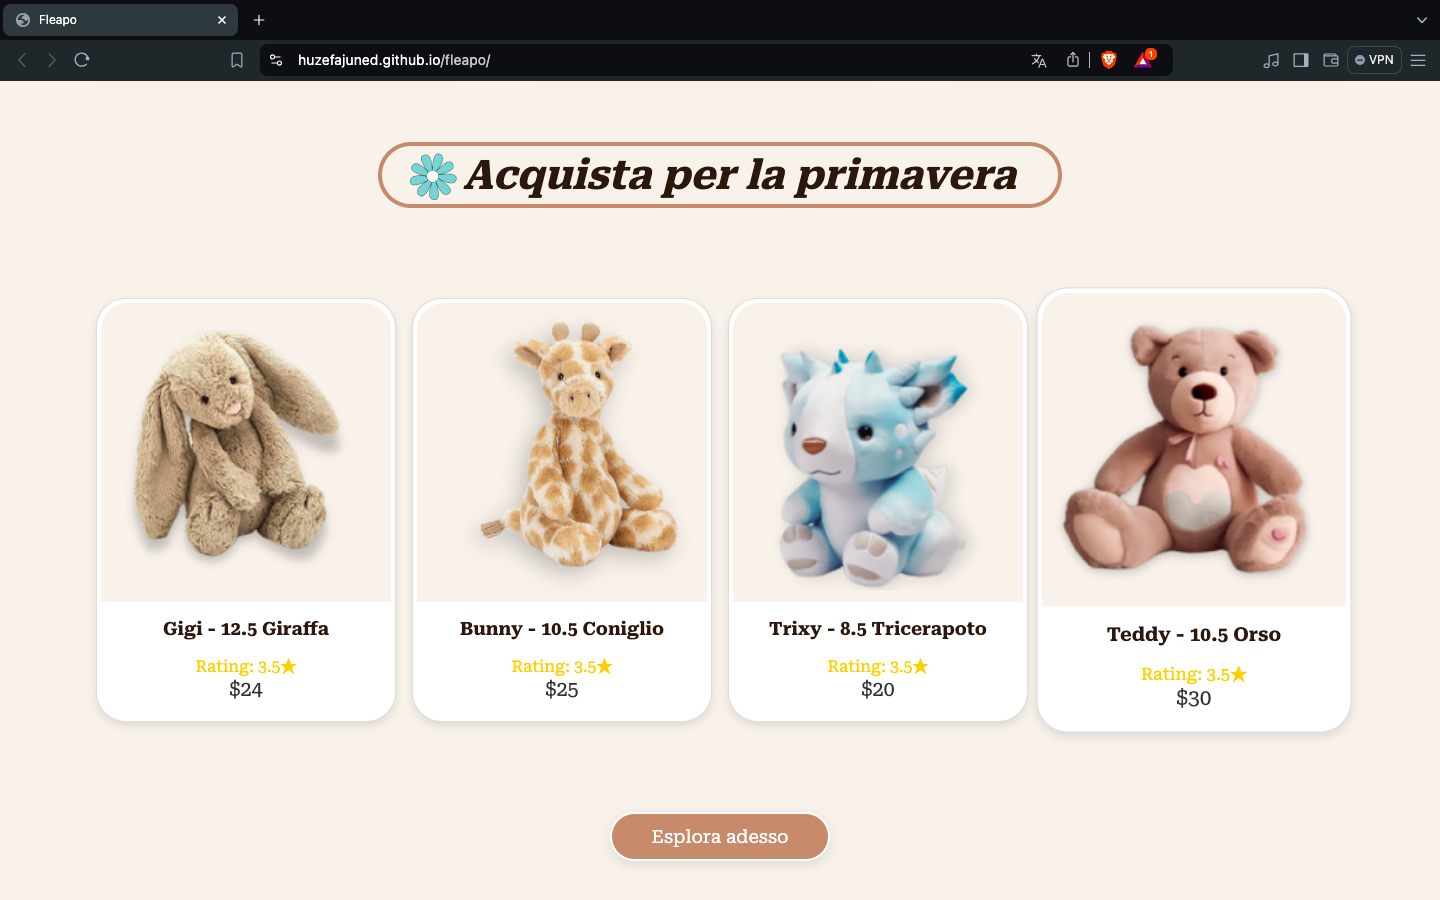 Fleapo
huzefajuned.github.io/fleapo/
1
VPN
Acquista per la primavera
Gigi - 12.5 Giraffa
Rating: 3.5★
$24
Bunny - 10.5 Coniglio
Rating: 3.5★
$25
Trixy - 8.5 Tricerapoto
Rating: 3.5★
$20
Teddy - 10.5 Orso
Rating: 3.5★
$30
Esplora adesso